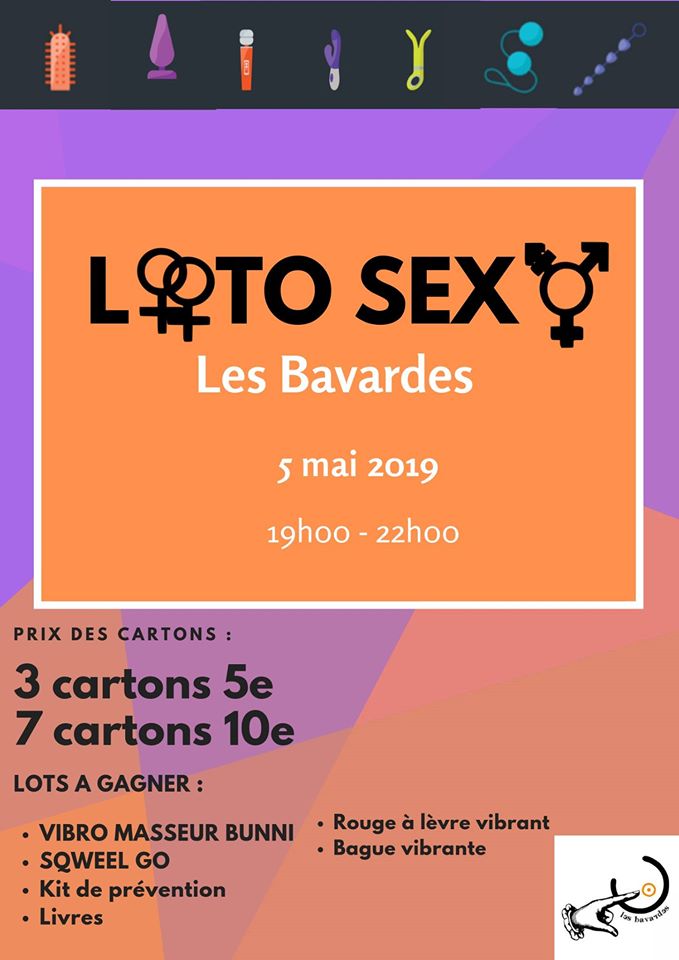 LOTO SEXY
Les Bavardes
5 mai 2019
19h00 - 22h00
PRIX DES CARTONS :
3 cartons 5e
7 cartons 10e
LOTS A GAGNER :
• VIBRO MASSEUR BUNNI
• SQWEEL GO
• Kit de prévention
• Livres
• Rouge à lèvre vibrant
• Bague vibrante
les bavardes